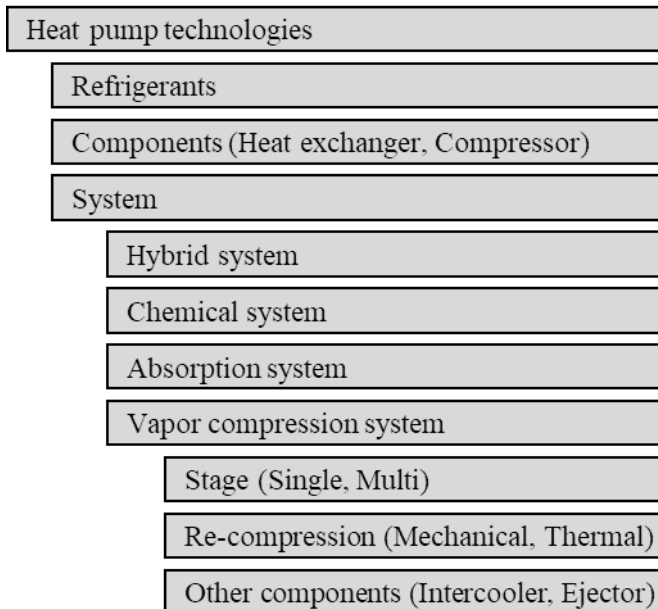 Heat pump technologies
Refrigerants
Components (Heat exchanger, Compressor)
System
Hybrid system
Chemical system
Absorption system
Vapor compression system
Stage (Single, Multi)
Re-compression (Mechanical, Thermal)
Other components (Intercooler, Ejector)